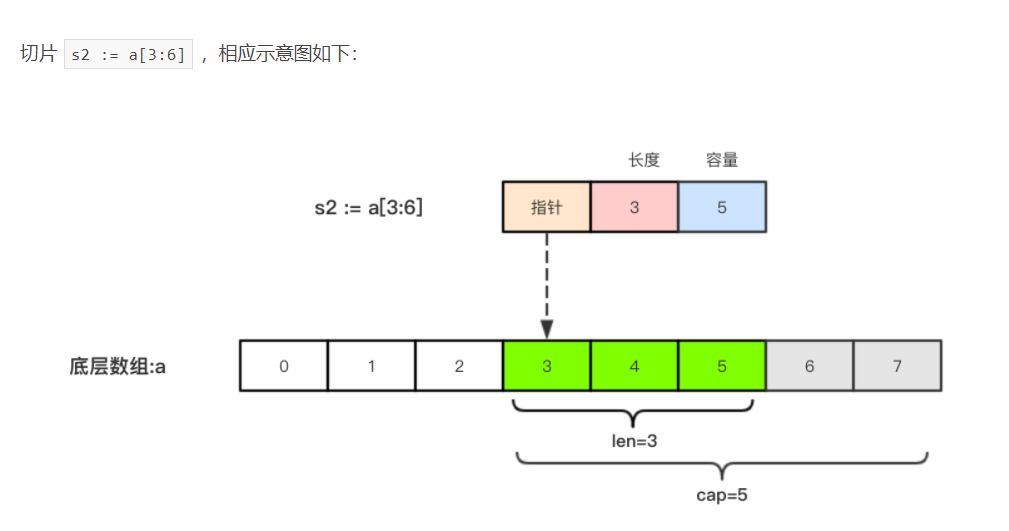 切片 s2 := a[3:6] ，相应示意图如下：
长度 容量
s2 := a[3:6] 指针 3 5
底层数组:a 0 1 2 3 4 5 6 7
len=3
cap=5